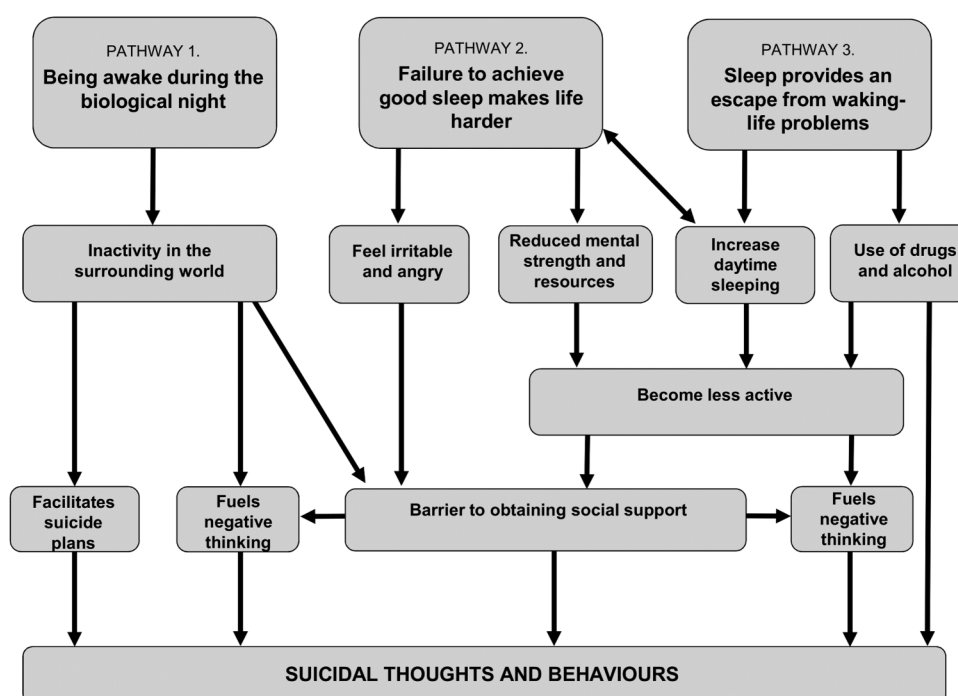 PATHWAY 1.
Being awake during the
biological night
PATHWAY 2.
Failure to achieve
good sleep makes life
harder
PATHWAY 3.
Sleep provides an
escape from waking-
life problems
Inactivity in the
surrounding world
Feel irritable
and angry
Reduced mental
strength and
resources
Increase
daytime
sleeping
Use of drugs
and alcohol
Become less active
Facilitates
suicide
plans
Fuels
negative
thinking
Barrier to obtaining social support
Fuels
negative
thinking
SUICIDAL THOUGHTS AND BEHAVIOURS